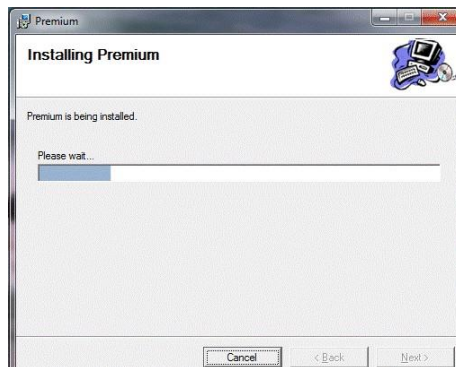 Premium
Installing Premium
Premium is being installed.
Please wait...
Cancel
< Back
Next >